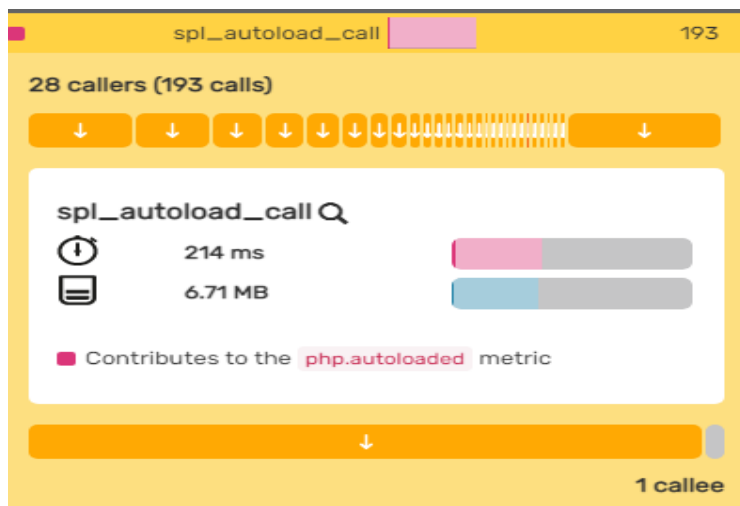 spl_autoload_call 193
28 callers (193 calls)
spl_autoload_call
214 ms
6.71 MB
Contributes to the php.autoloaded metric
1 callee